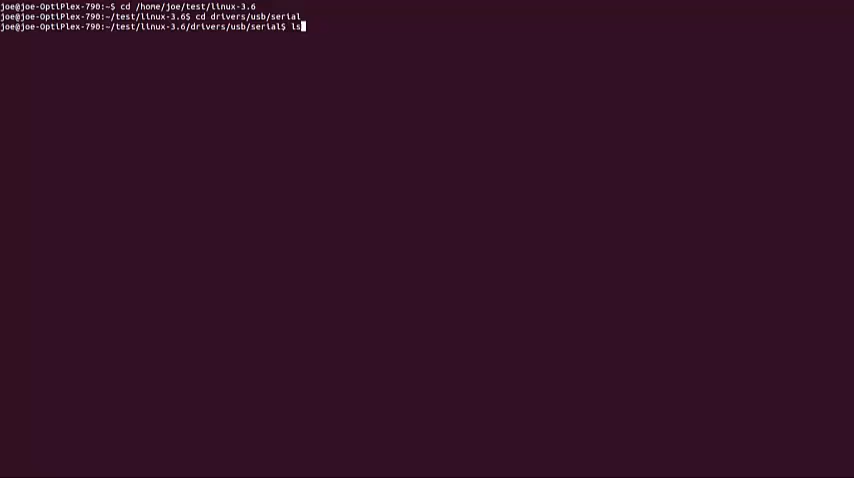 joe@joe-OptiPlex-790:~$ cd /home/joe/test/linux-3.6
joe@joe-OptiPlex-790:~/test/linux-3.6$ cd drivers/usb/serial
joe@joe-OptiPlex-790:~/test/linux-3.6/drivers/usb/serial$ ls